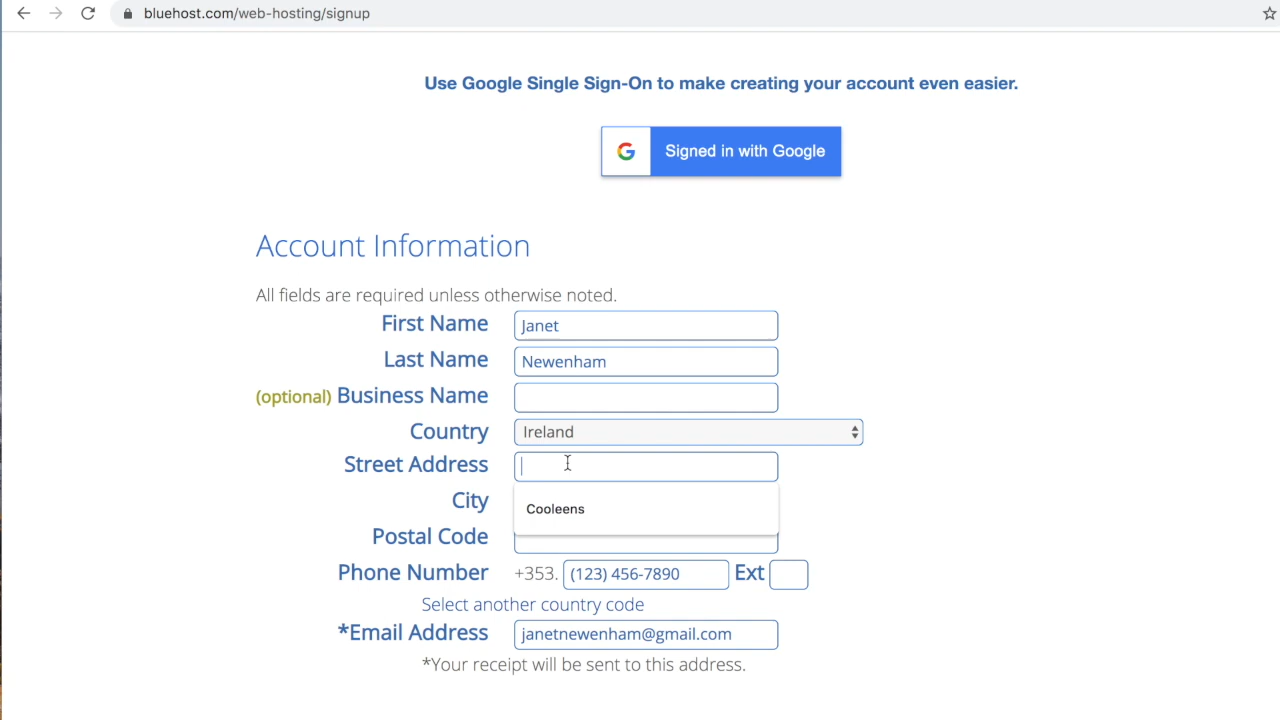 bluehost.com/web-hosting/signup
Use Google Single Sign-On to make creating your account even easier.
Signed in with Google
Account Information
All fields are required unless otherwise noted.
First Name Janet
Last Name Newenham
(optional) Business Name
Country Ireland
Street Address
Cooleens
City
Postal Code
Phone Number +353. (123) 456-7890 Ext
Select another country code
*Email Address janetnewenham@gmail.com
*Your receipt will be sent to this address.